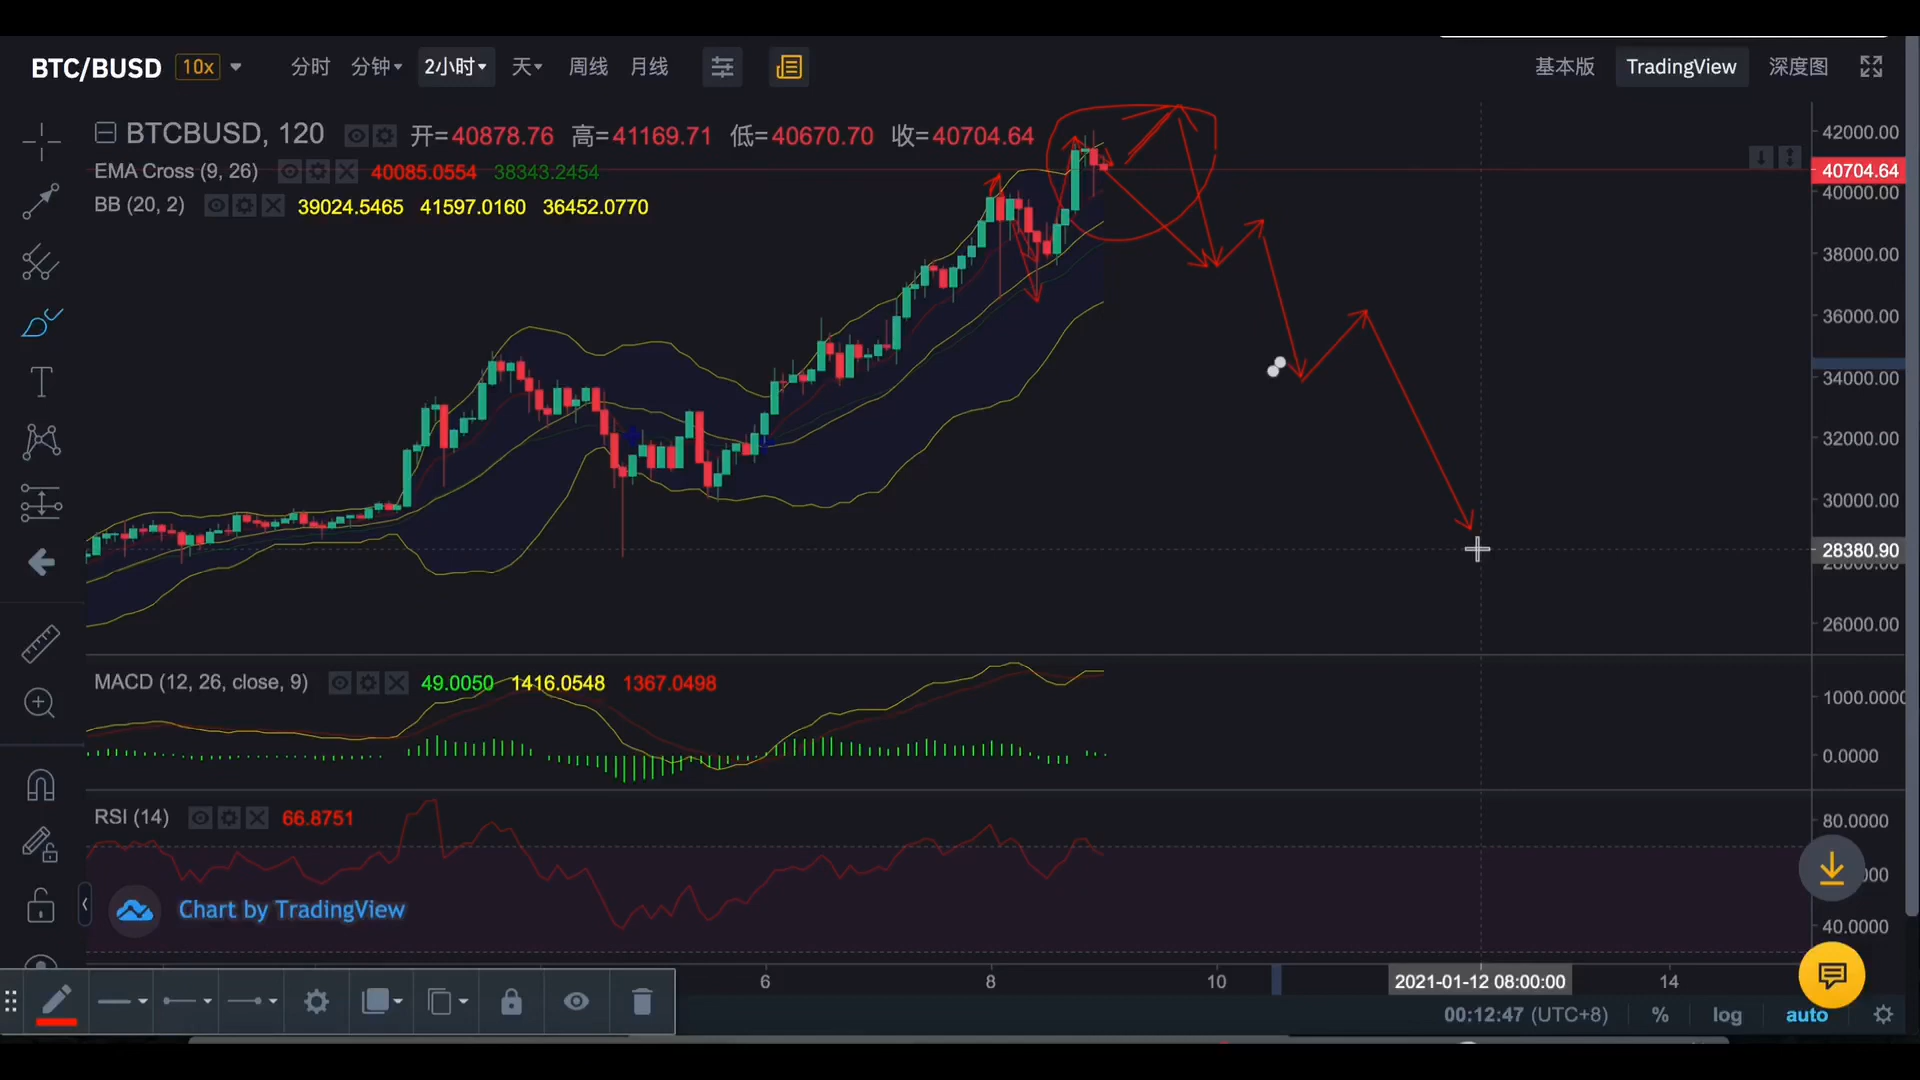 BTC/BUSD 10x 分时 分钟 2小时 天 周线 月线 基本版 TradingView 深度图
BTCBUSD, 120 开=40878.76 高=41169.71 低=40670.70 收=40704.64
EMA Cross (9, 26) 40085.0554 38343.2454
BB (20, 2) 39024.5465 41597.0160 36452.0770
42000.00
40704.64
40000.00
38000.00
36000.00
34000.00
32000.00
30000.00
28380.90
28000.00
26000.00
MACD (12, 26, close, 9) 49.0050 1416.0548 1367.0498
1000.0000
0.0000
RSI (14) 66.8751
80.0000
40.0000
Chart by TradingView
6 8 10 2021-01-12 08:00:00 14
00:12:47 (UTC+8) % log auto